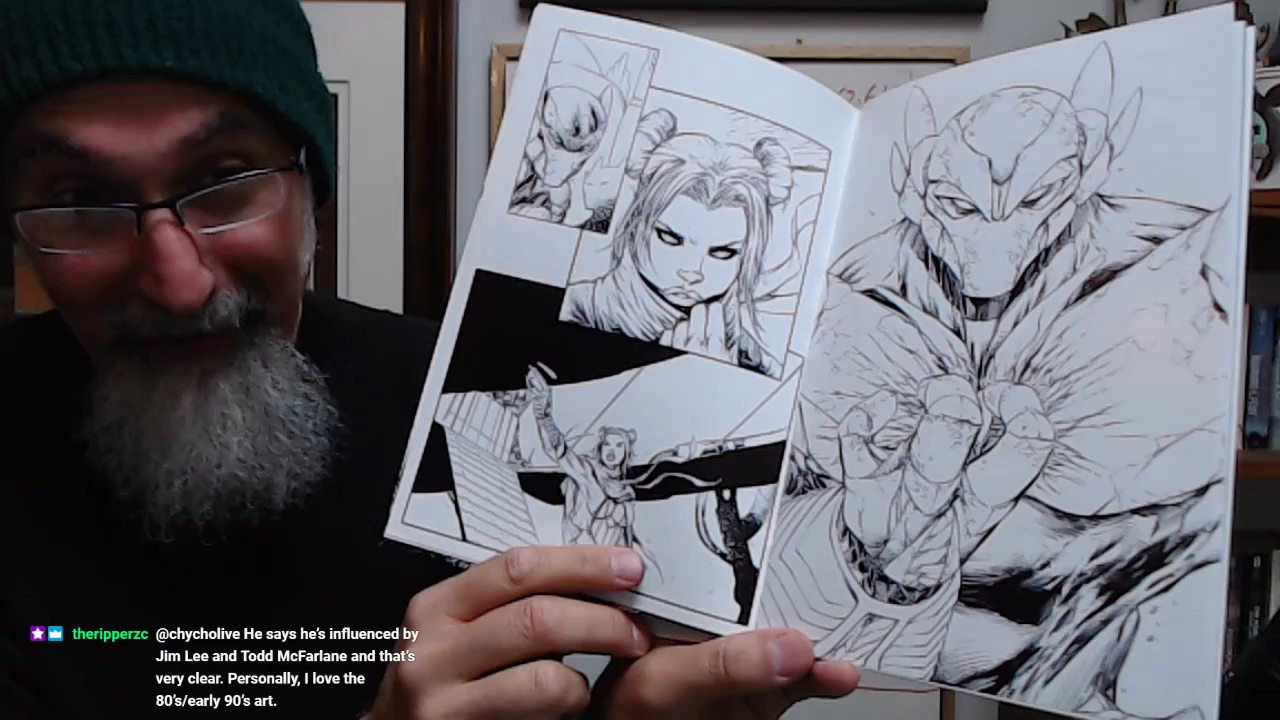 theripperzc @chycholive He says he's influenced by
Jim Lee and Todd McFarlane and that's
very clear. Personally, I love the
80's/early 90's art.